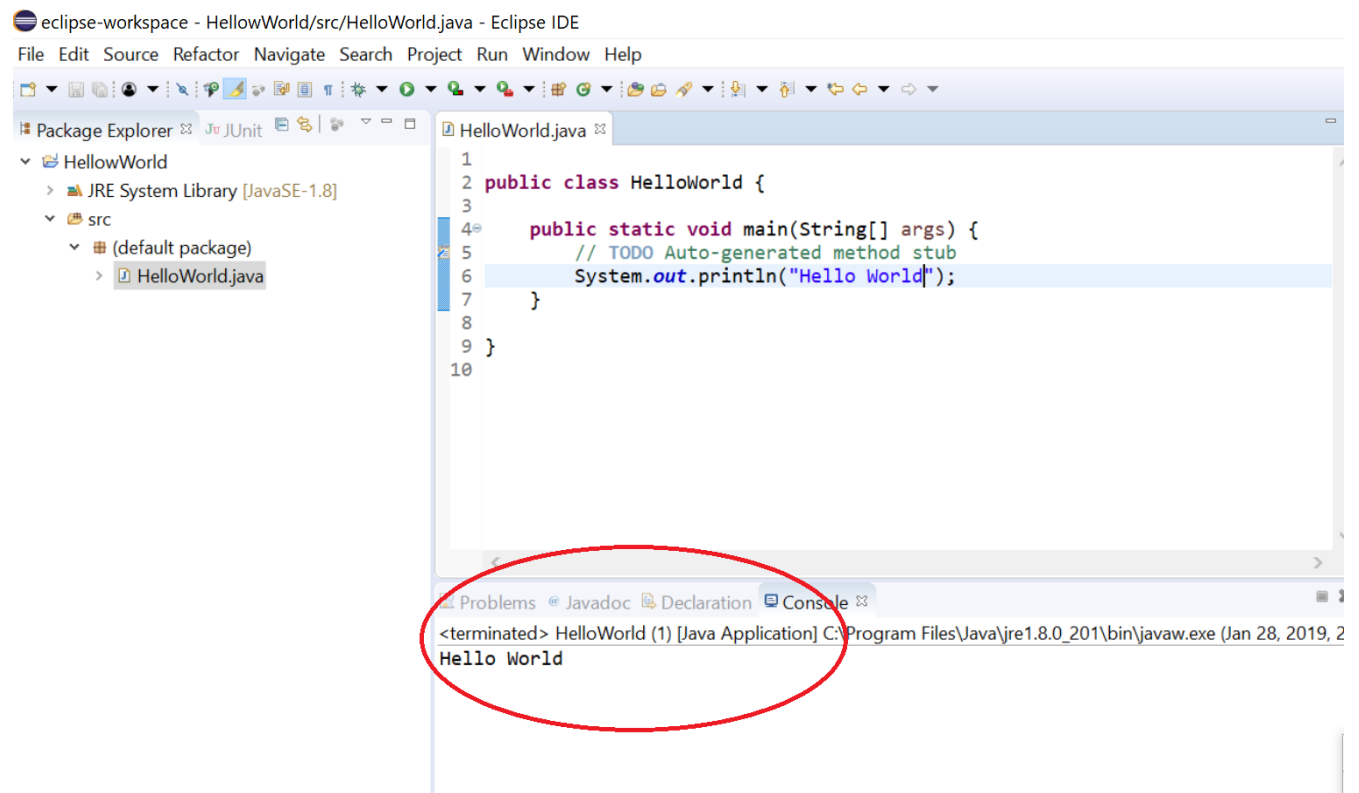 eclipse-workspace - HellowWorld/src/HelloWorld.java - Eclipse IDE
File Edit Source Refactor Navigate Search Project Run Window Help
Package Explorer JUnit
HellowWorld
JRE System Library [JavaSE-1.8]
src
(default package)
HelloWorld.java
HelloWorld.java
1
2 public class HelloWorld {
3
4 public static void main(String[] args) {
5 // TODO Auto-generated method stub
6 System.out.println("Hello World");
7 }
8
9 }
10
Problems @ Javadoc Declaration Console
<terminated> HelloWorld (1) [Java Application] C:\Program Files\Java\jre1.8.0_201\bin\javaw.exe (Jan 28, 2019, 2
Hello World